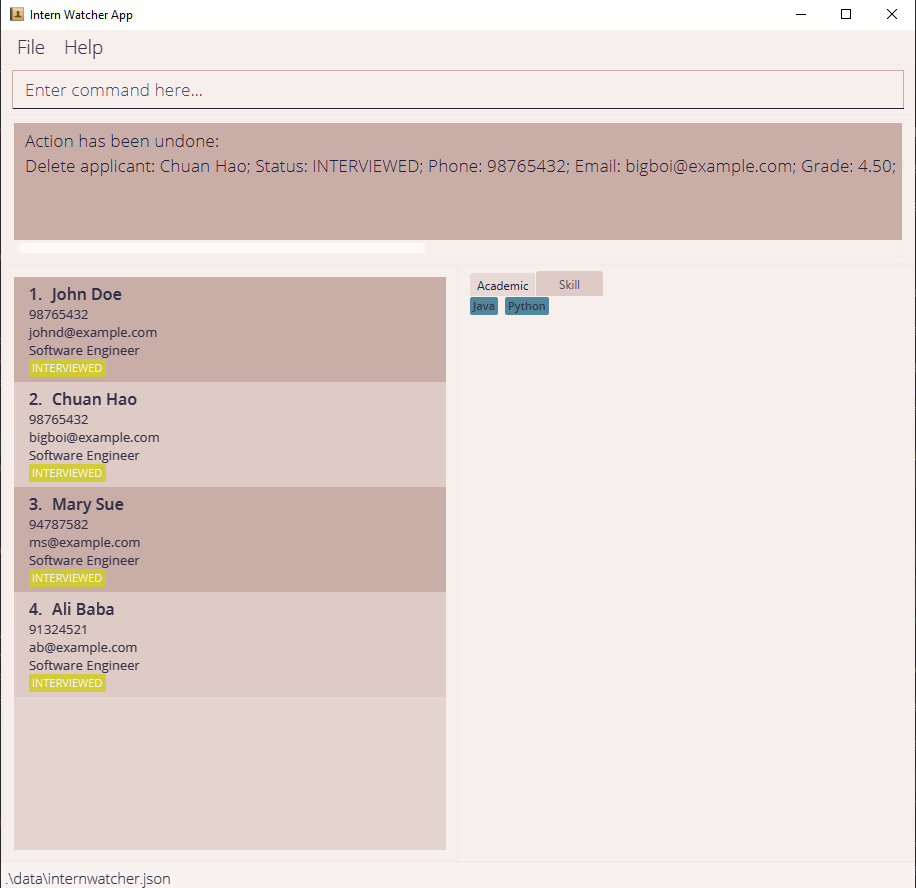 Intern Watcher App
File Help
Enter command here...
Action has been undone:
Delete applicant: Chuan Hao; Status: INTERVIEWED; Phone: 98765432; Email: bigboi@example.com; Grade: 4.50;
1. John Doe
98765432
johnd@example.com
Software Engineer
INTERVIEWED
2. Chuan Hao
98765432
bigboi@example.com
Software Engineer
INTERVIEWED
3. Mary Sue
94787582
ms@example.com
Software Engineer
INTERVIEWED
4. Ali Baba
91324521
ab@example.com
Software Engineer
INTERVIEWED
Academic Skill
Java Python
.\data\internwatcher.json